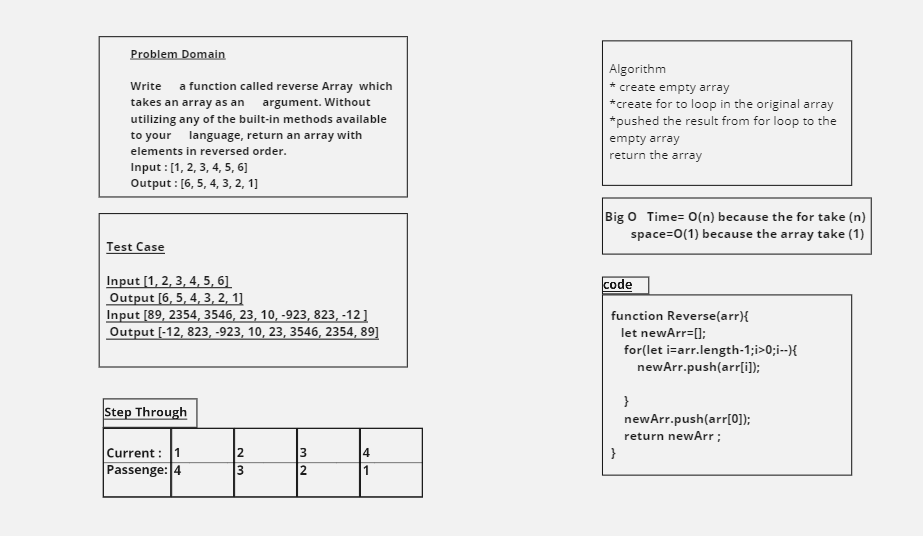 Problem Domain
Write a function called reverse Array which
takes an array as an argument. Without
utilizing any of the built-in methods available
to your language, return an array with
elements in reversed order.
Input : [1, 2, 3, 4, 5, 6]
Output : [6, 5, 4, 3, 2, 1]
Test Case
Input [1, 2, 3, 4, 5, 6]
Output [6, 5, 4, 3, 2, 1]
Input [89, 2354, 3546, 23, 10, -923, 823, -12 ]
Output [-12, 823, -923, 10, 23, 3546, 2354, 89]
Step Through
Current : 1 2 3 4
Passenge: 4 3 2 1
Algorithm
* create empty array
*create for to loop in the original array
*pushed the result from for loop to the
empty array
return the array
Big O Time= O(n) because the for take (n)
space=O(1) because the array take (1)
code
function Reverse(arr){
let newArr=[];
for(let i=arr.length-1;i>0;i--){
newArr.push(arr[i]);
}
newArr.push(arr[0]);
return newArr ;
}